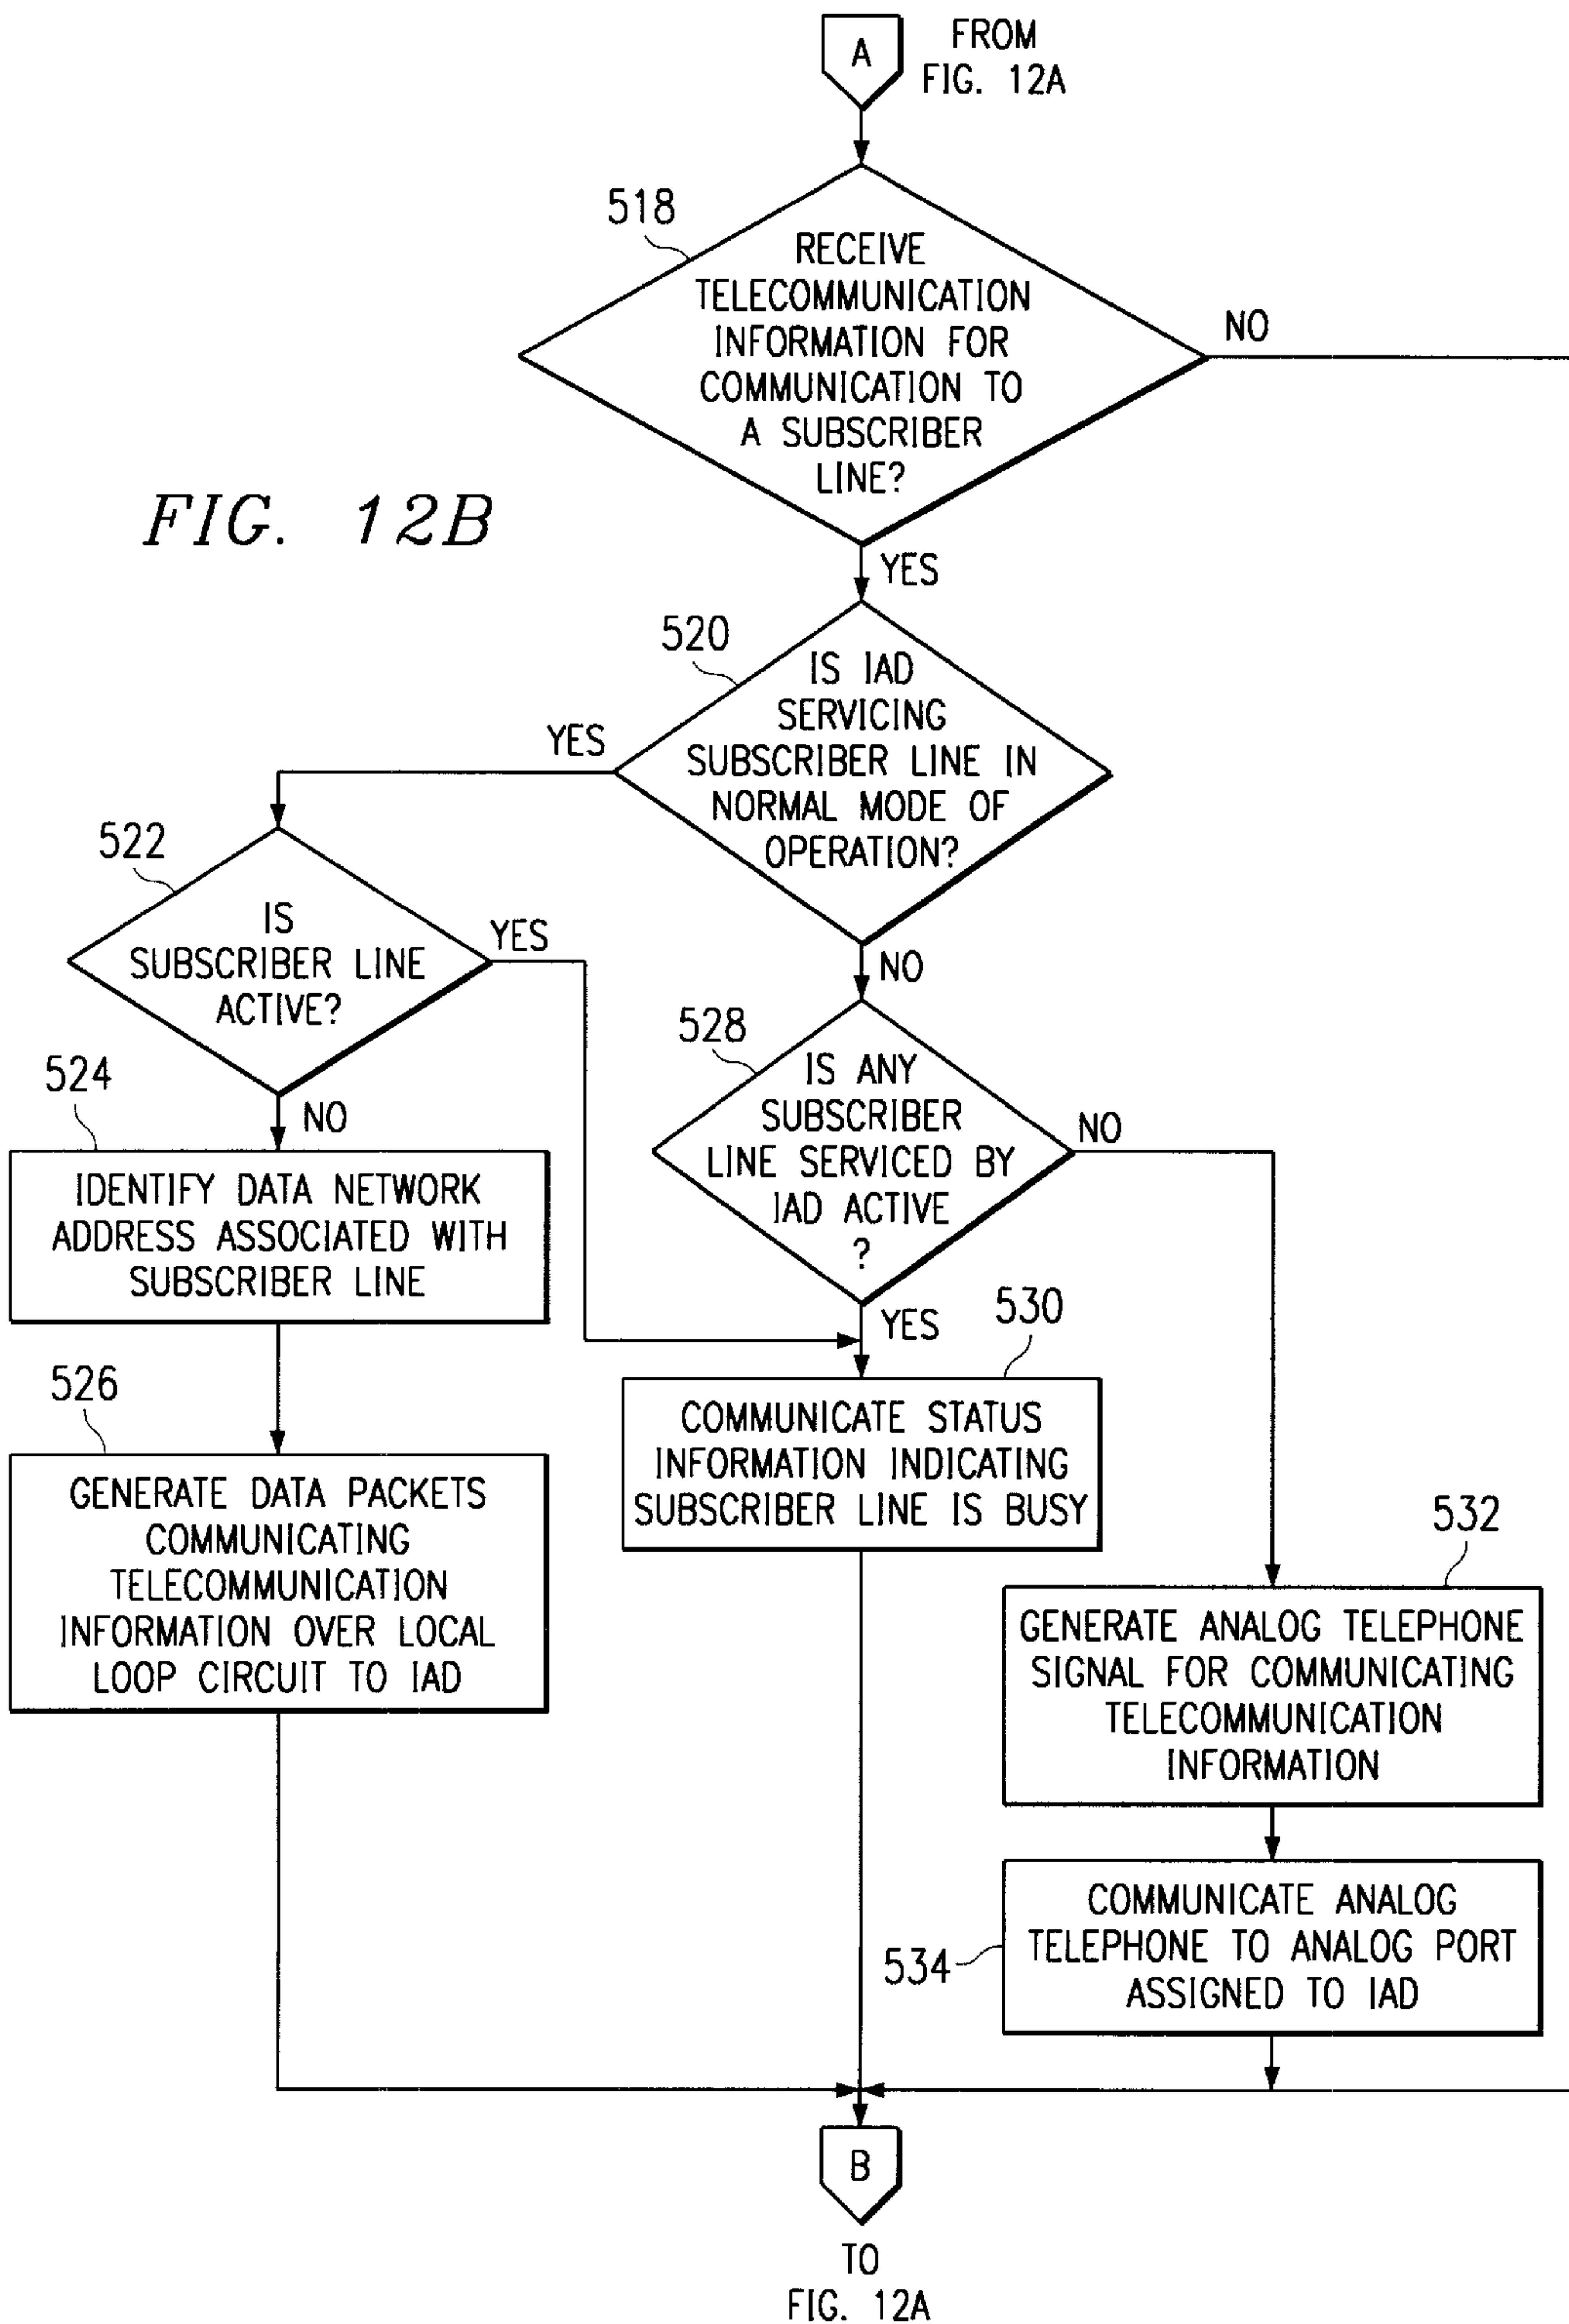 A
FROM
FIG. 12A
518
RECEIVE
TELECOMMUNICATION
INFORMATION FOR
COMMUNICATION TO
A SUBSCRIBER
LINE?
NO
FIG. 12B
YES
520
IS IAD
SERVICING
SUBSCRIBER LINE IN
NORMAL MODE OF
OPERATION?
YES
522
IS
SUBSCRIBER LINE
ACTIVE?
YES
NO
528
IS ANY
SUBSCRIBER
LINE SERVICED BY
IAD ACTIVE
?
NO
524
NO
IDENTIFY DATA NETWORK
ADDRESS ASSOCIATED WITH
SUBSCRIBER LINE
YES
530
COMMUNICATE STATUS
INFORMATION INDICATING
SUBSCRIBER LINE IS BUSY
526
GENERATE DATA PACKETS
COMMUNICATING
TELECOMMUNICATION
INFORMATION OVER LOCAL
LOOP CIRCUIT TO IAD
532
GENERATE ANALOG TELEPHONE
SIGNAL FOR COMMUNICATING
TELECOMMUNICATION
INFORMATION
534
COMMUNICATE ANALOG
TELEPHONE TO ANALOG PORT
ASSIGNED TO IAD
B
TO
FIG. 12A